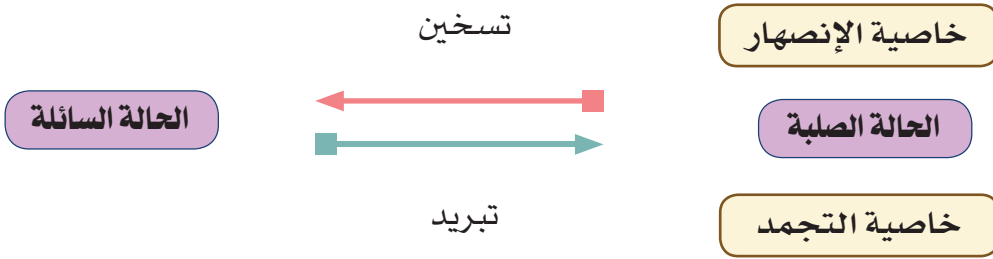 خاصية الإنصهار
تسخين
الحالة الصلبة
الحالة السائلة
خاصية التجمد
تبريد